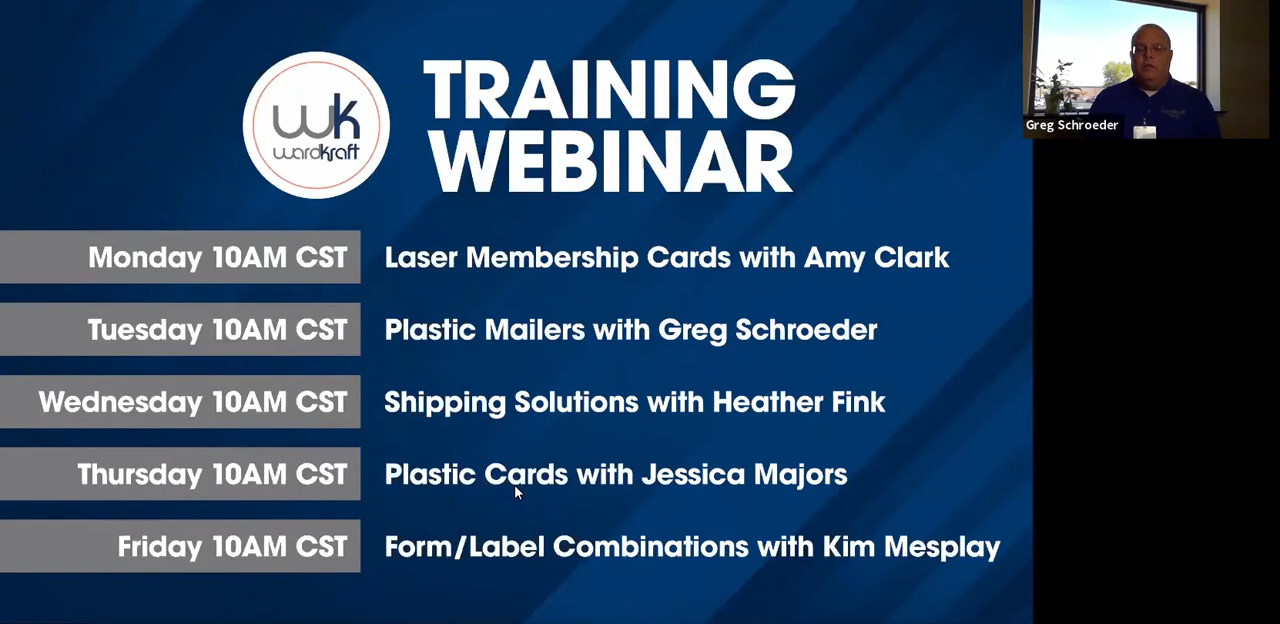 wk
wardkraft
TRAINING
WEBINAR
Monday 10AM CST
Laser Membership Cards with Amy Clark
Tuesday 10AM CST
Plastic Mailers with Greg Schroeder
Wednesday 10AM CST
Shipping Solutions with Heather Fink
Thursday 10AM CST
Plastic Cards with Jessica Majors
Friday 10AM CST
Form/Label Combinations with Kim Mesplay
Greg Schroeder